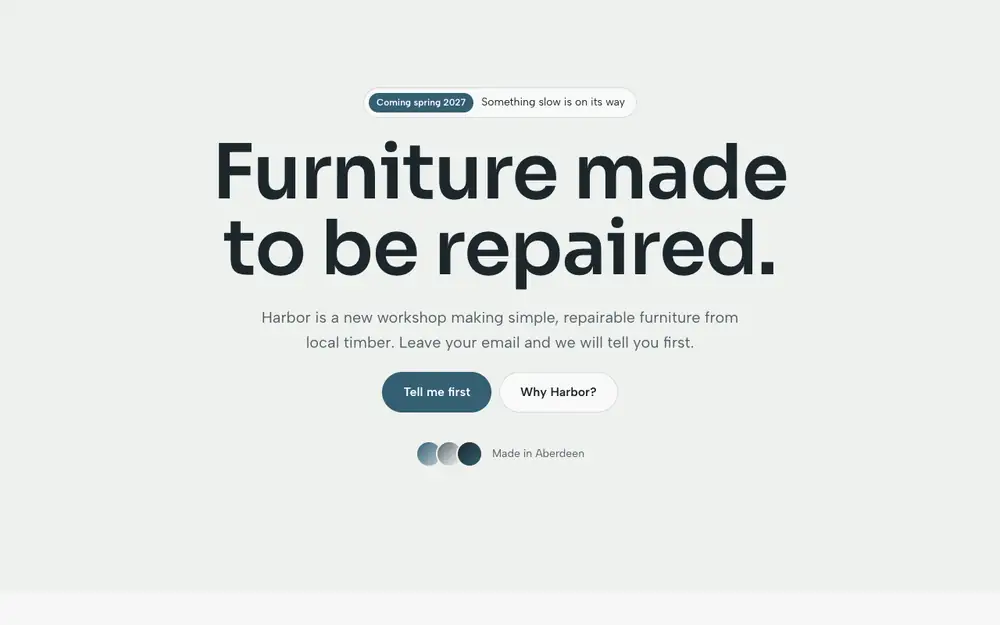 Coming spring 2027 Something slow is on its way
Furniture made
to be repaired.
Harbor is a new workshop making simple, repairable furniture from
local timber. Leave your email and we will tell you first.
Tell me first Why Harbor?
Made in Aberdeen